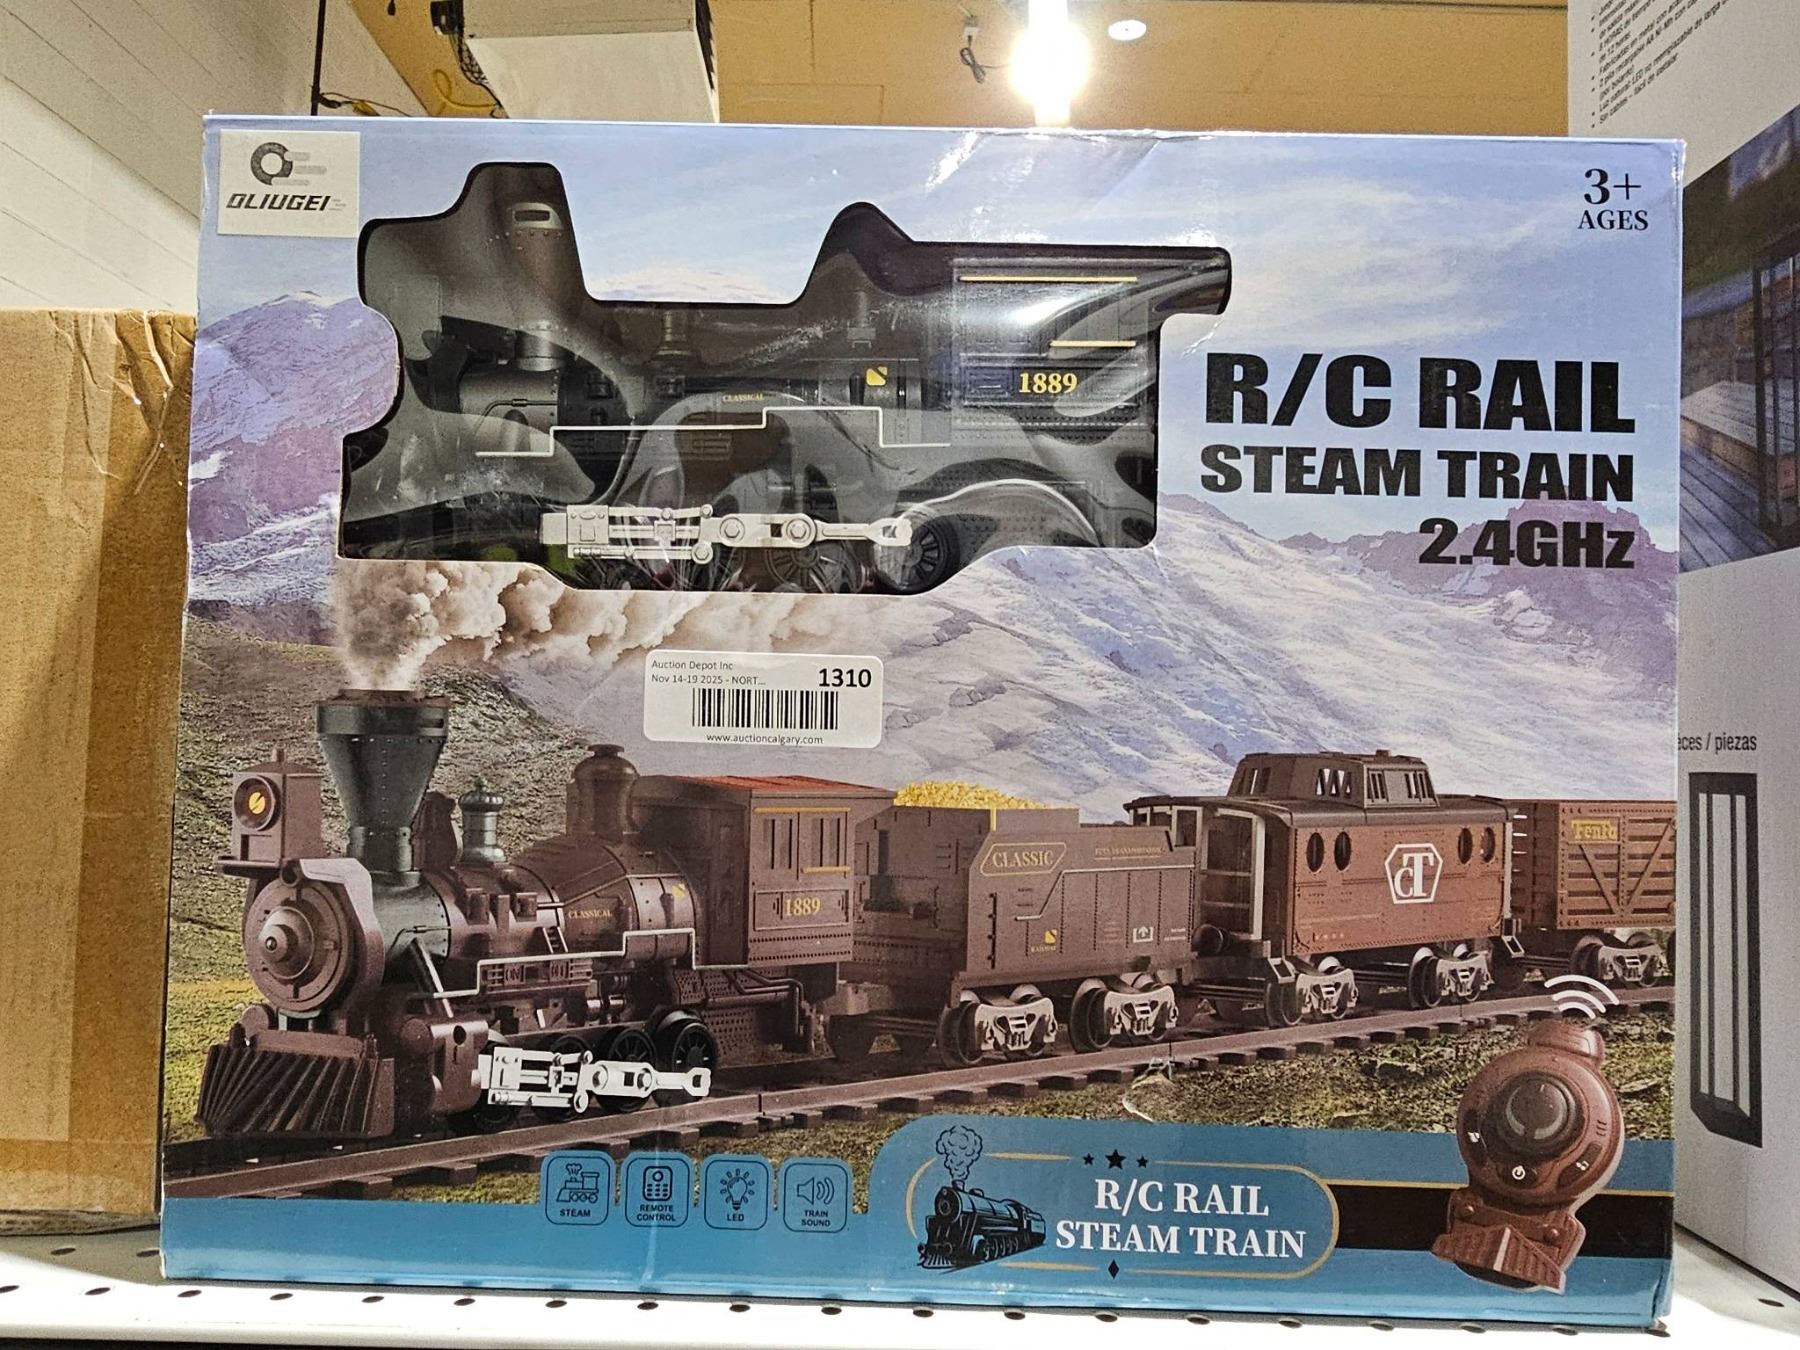 OLIUGEI
3+
AGES
1889
CLASSICAL
R/C RAIL
STEAM TRAIN
2.4GHz
Auction Depot Inc
Nov 14-19 2025 - NORT...
1310
www.auctioncalgary.com
CLASSIC
CT
Fenfa
CLASSICAL
1889
STEAM
REMOTE
CONTROL
LED
TRAIN
SOUND
R/C RAIL
STEAM TRAIN
/ piezas